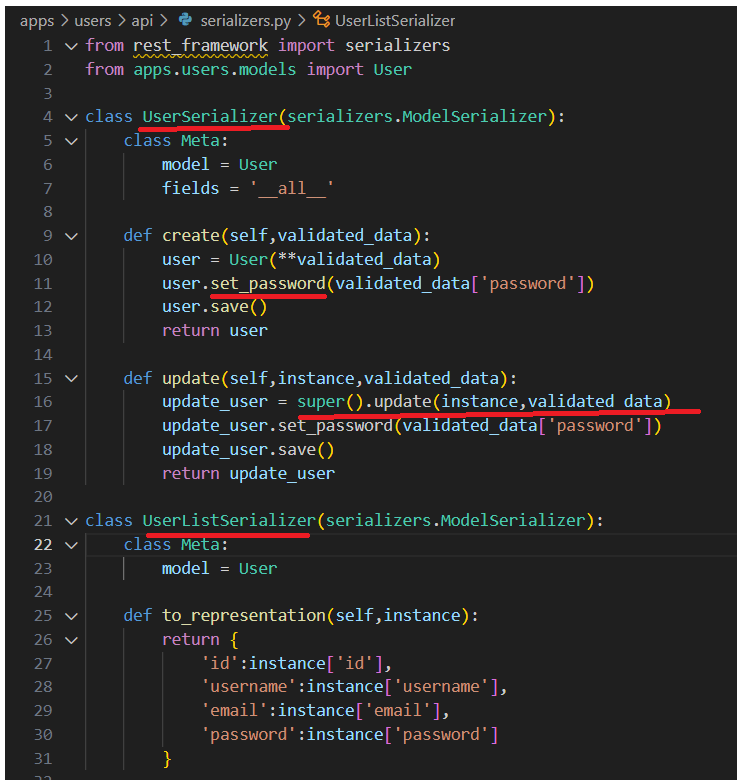 apps > users > api > serializers.py > UserListSerializer
1 from rest_framework import serializers
2 from apps.users.models import User
3
4 class UserSerializer(serializers.ModelSerializer):
5     class Meta:
6         model = User
7         fields = '__all__'
8
9     def create(self,validated_data):
10         user = User(**validated_data)
11         user.set_password(validated_data['password'])
12         user.save()
13         return user
14
15     def update(self,instance,validated_data):
16         update_user = super().update(instance,validated_data)
17         update_user.set_password(validated_data['password'])
18         update_user.save()
19         return update_user
20
21 class UserListSerializer(serializers.ModelSerializer):
22     class Meta:
23         model = User
24
25     def to_representation(self,instance):
26         return {
27             'id':instance['id'],
28             'username':instance['username'],
29             'email':instance['email'],
30             'password':instance['password']
31         }